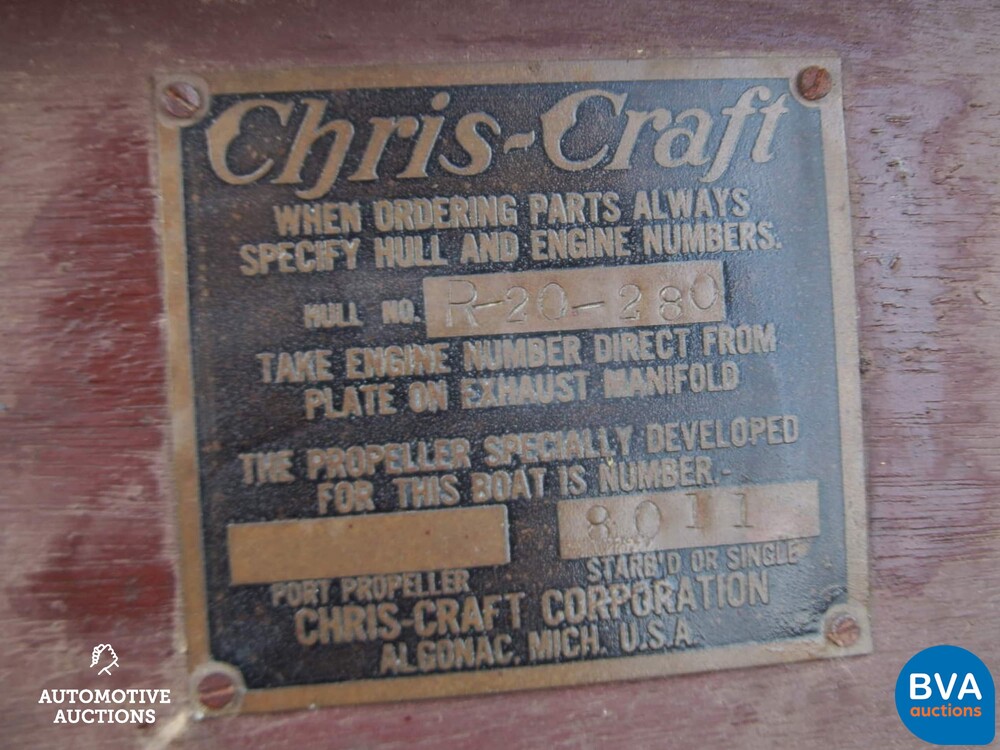 Chris-Craft
WHEN ORDERING PARTS ALWAYS
SPECIFY HULL AND ENGINE NUMBERS.
HULL NO. R-20-280
TAKE ENGINE NUMBER DIRECT FROM
PLATE ON EXHAUST MANIFOLD
THE PROPELLER SPECIALLY DEVELOPED
FOR THIS BOAT IS NUMBER-
8011
PORT PROPELLER STARB'D OR SINGLE
CHRIS-CRAFT CORPORATION
ALGONAC, MICH. U.S.A.
AUTOMOTIVE
AUCTIONS
BVA
auctions